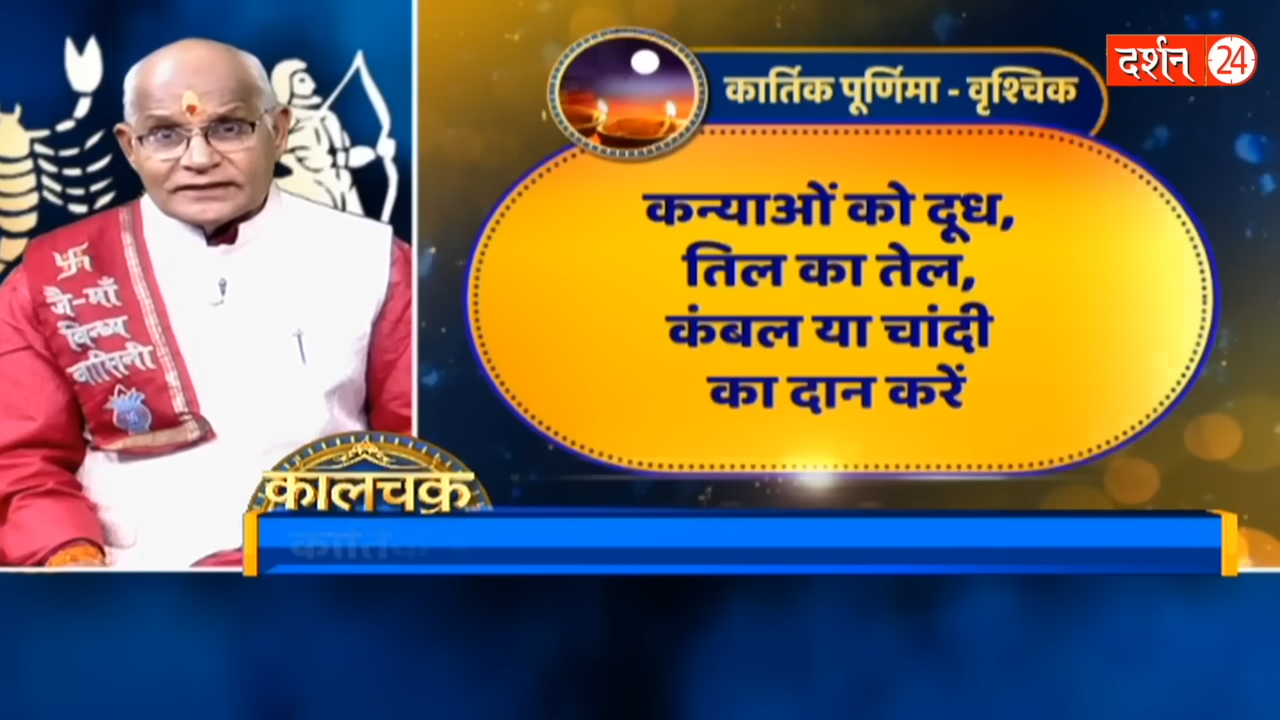 दर्शन 24
कार्तिक पूर्णिमा - वृश्चिक
कन्याओं को दूध,
तिल का तेल,
कंबल या चांदी
का दान करें
जै-माँ
विन्ध्य
वासिनी
कालचक्र